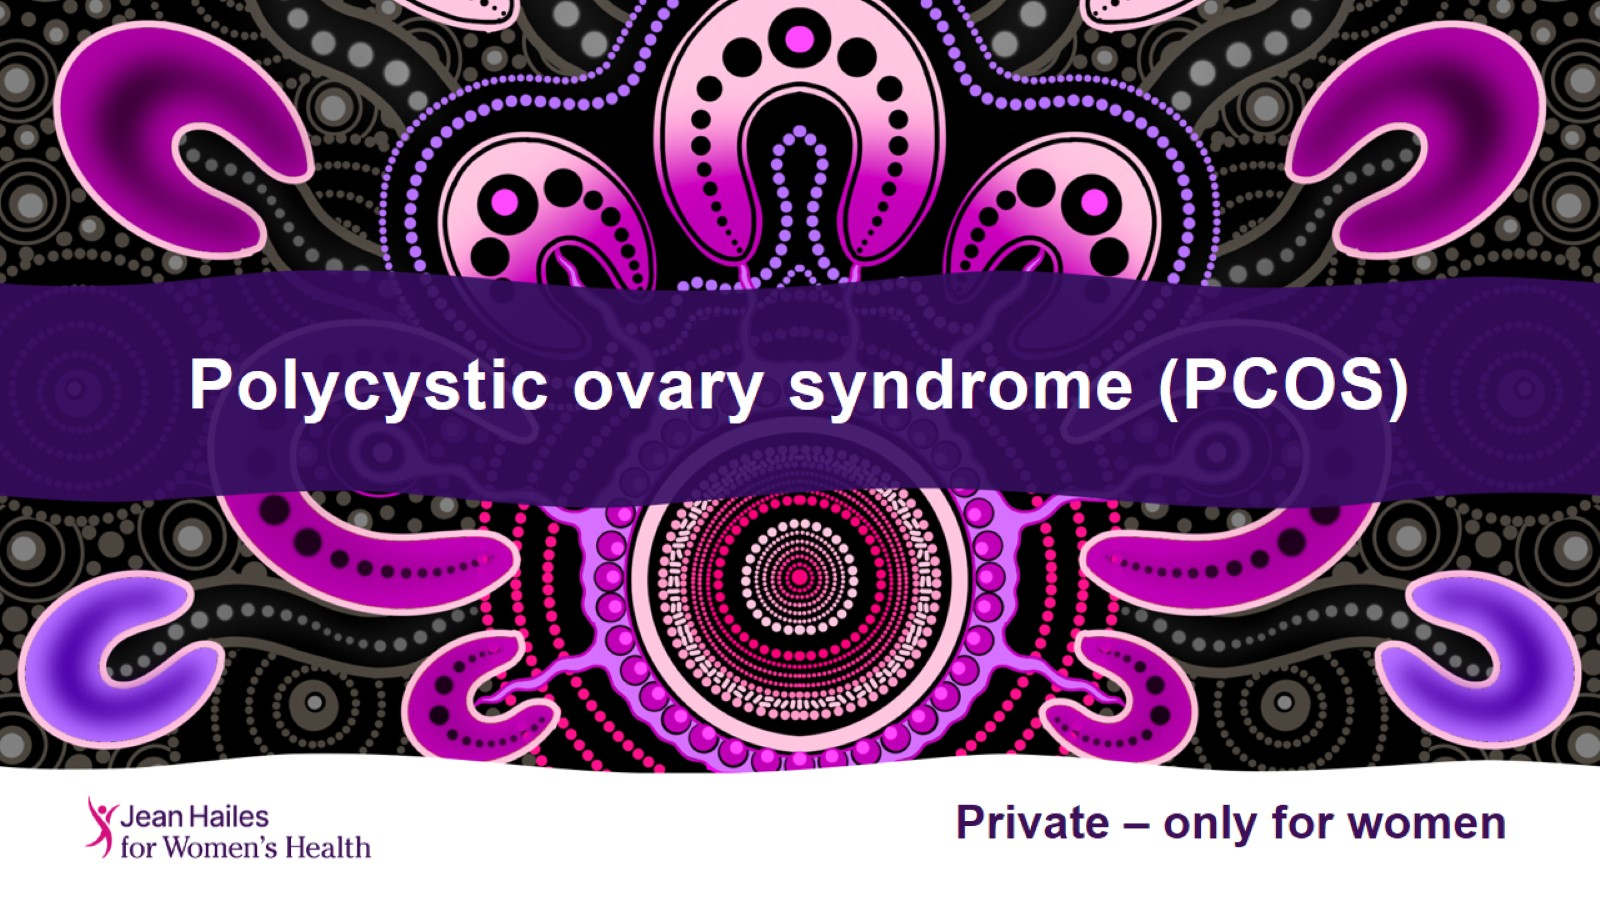 Polycystic ovary syndrome (PCOS)
Jean Hailes
for Women's Health
Private – only for women